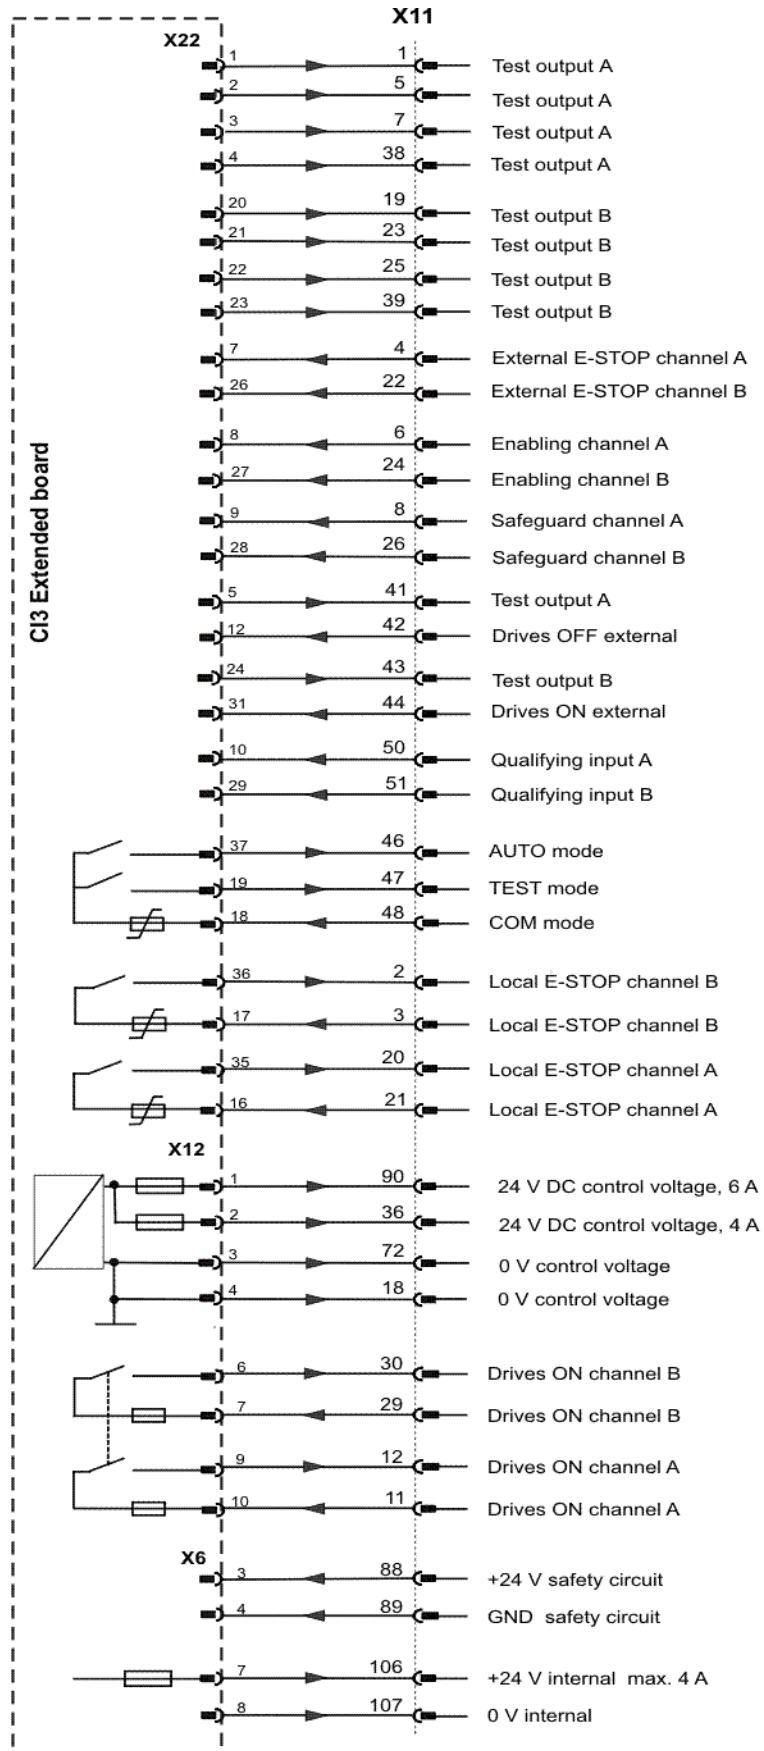 X11
X22
1 1 Test output A
2 5 Test output A
3 7 Test output A
4 38 Test output A
20 19 Test output B
21 23 Test output B
22 25 Test output B
23 39 Test output B
7 4 External E-STOP channel A
26 22 External E-STOP channel B
8 6 Enabling channel A
27 24 Enabling channel B
9 8 Safeguard channel A
28 26 Safeguard channel B
CI3 Extended board
5 41 Test output A
12 42 Drives OFF external
24 43 Test output B
31 44 Drives ON external
10 50 Qualifying input A
29 51 Qualifying input B
37 46 AUTO mode
19 47 TEST mode
18 48 COM mode
36 2 Local E-STOP channel B
17 3 Local E-STOP channel B
35 20 Local E-STOP channel A
16 21 Local E-STOP channel A
X12
1 90 24 V DC control voltage, 6 A
2 36 24 V DC control voltage, 4 A
3 72 0 V control voltage
4 18 0 V control voltage
6 30 Drives ON channel B
7 29 Drives ON channel B
9 12 Drives ON channel A
10 11 Drives ON channel A
X6
3 88 +24 V safety circuit
4 89 GND safety circuit
7 106 +24 V internal max. 4 A
8 107 0 V internal